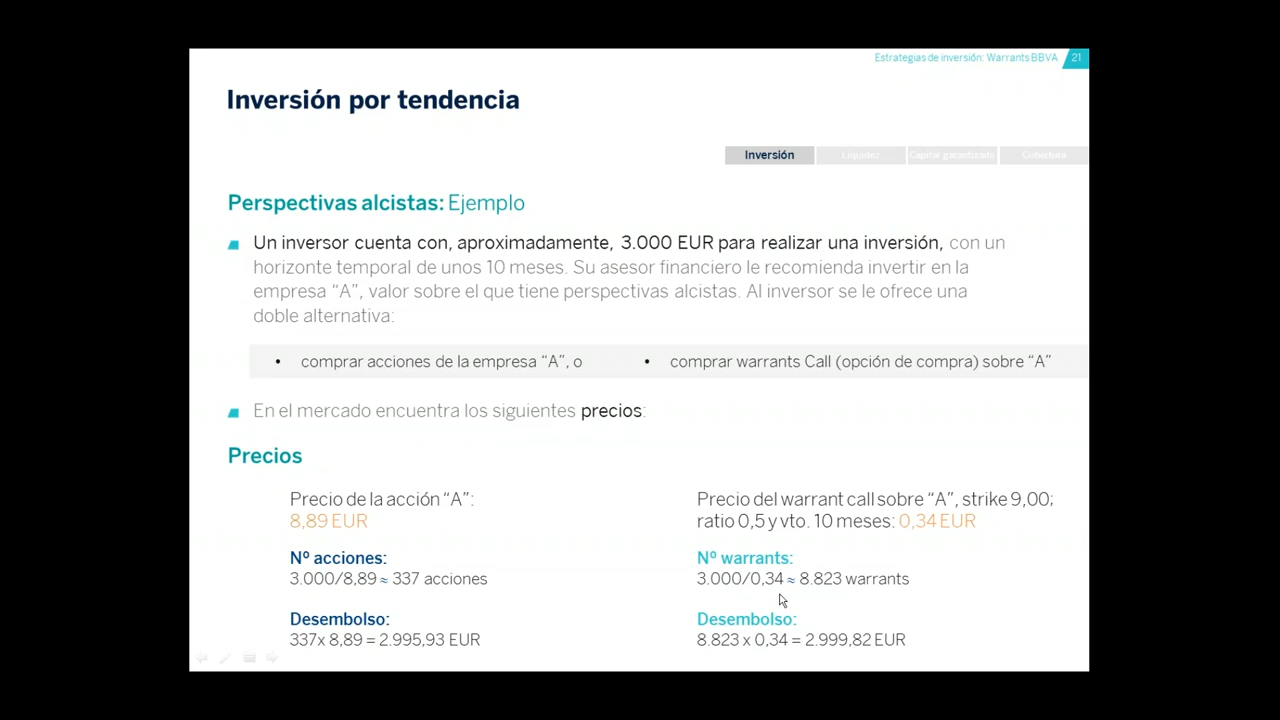 Estrategias de inversión: Warrants BBVA 21
Inversión por tendencia
Inversión Liquidez Capital garantizado Cobertura
Perspectivas alcistas: Ejemplo
Un inversor cuenta con, aproximadamente, 3.000 EUR para realizar una inversión, con un
horizonte temporal de unos 10 meses. Su asesor financiero le recomienda invertir en la
empresa “A”, valor sobre el que tiene perspectivas alcistas. Al inversor se le ofrece una
doble alternativa:
• comprar acciones de la empresa “A”, o
• comprar warrants Call (opción de compra) sobre “A”
En el mercado encuentra los siguientes precios:
Precios
Precio de la acción “A”:
8,89 EUR
Nº acciones:
3.000/8,89 ≈ 337 acciones
Desembolso:
337x 8,89 = 2.995,93 EUR
Precio del warrant call sobre “A”, strike 9,00;
ratio 0,5 y vto. 10 meses: 0,34 EUR
Nº warrants:
3.000/0,34 ≈ 8.823 warrants
Desembolso:
8.823 x 0,34 = 2.999,82 EUR